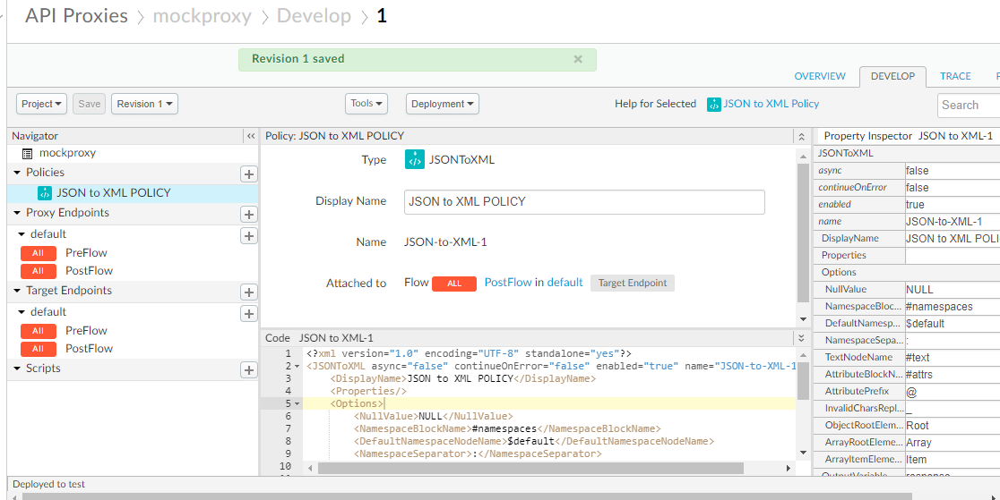 API Proxies > mockproxy > Develop > 1
Revision 1 saved ×
OVERVIEW DEVELOP TRACE
Project Save Revision 1 Tools Deployment Help for Selected JSON to XML Policy Search
Navigator «
mockproxy
Policies +
JSON to XML POLICY
Proxy Endpoints +
default +
All PreFlow
All PostFlow
Target Endpoints +
default +
All PreFlow
All PostFlow
Scripts +
Policy: JSON to XML POLICY
Type JSONToXML
Display Name JSON to XML POLICY
Name JSON-to-XML-1
Attached to Flow ALL PostFlow in default Target Endpoint
Code JSON to XML-1
1 <?xml version="1.0" encoding="UTF-8" standalone="yes"?>
2 <JSONToXML async="false" continueOnError="false" enabled="true" name="JSON-to-XML-1
3 <DisplayName>JSON to XML POLICY</DisplayName>
4 <Properties/>
5 <Options>
6 <NullValue>NULL</NullValue>
7 <NamespaceBlockName>#namespaces</NamespaceBlockName>
8 <DefaultNamespaceNodeName>$default</DefaultNamespaceNodeName>
9 <NamespaceSeparator>:</NamespaceSeparator>
10
Property Inspector JSON to XML-1
JSONToXML
async false
continueOnError false
enabled true
name JSON-to-XML-1
DisplayName JSON to XML POLI
Properties
Options
NullValue NULL
NamespaceBloc... #namespaces
DefaultNamesp... $default
NamespaceSepa... :
TextNodeName #text
AttributeBlockN... #attrs
AttributePrefix @
InvalidCharsRepl... _
ObjectRootElem... Root
ArrayRootEleme... Array
ArrayItemEleme... Item
OutputVariable response
Deployed to test